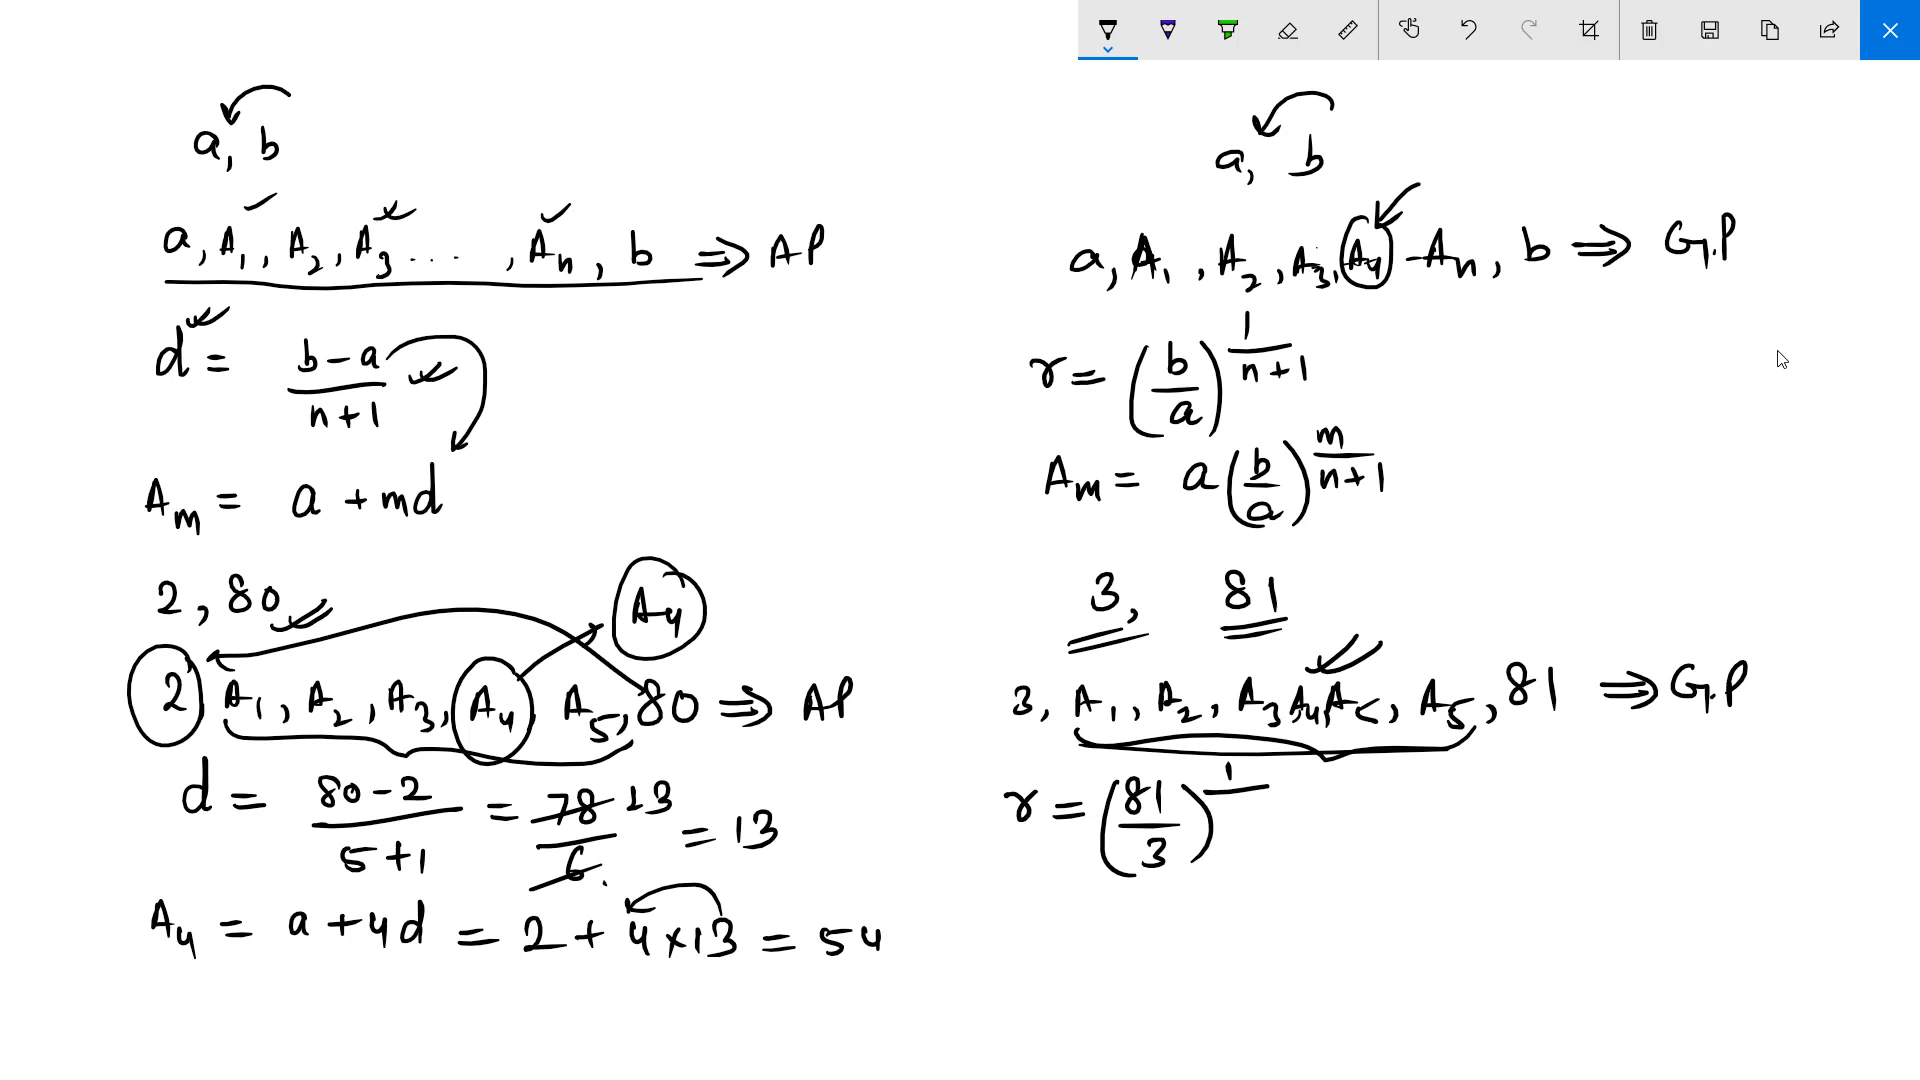 a, b
a, A₁, A₂, A₃ . . . . , Aₙ, b ⇒ AP
d = (b - a)/(n + 1)
Aₘ = a + md
2, 80
A₄
2, A₁, A₂, A₃, A₄, A₅, 80 ⇒ AP
d = (80 - 2)/(5 + 1) = 78/6 13 = 13
A₄ = a + 4d = 2 + 4 × 13 = 54
a, b
a, A₁, A₂, A₃, A₄ - Aₙ, b ⇒ G.P
r = (b/a)^(1/(n + 1))
Aₘ = a(b/a)^(m/(n + 1))
3, 81
3, A₁, A₂, A₃ A₄, A₅, 81 ⇒ G.P
r = (81/3)^1